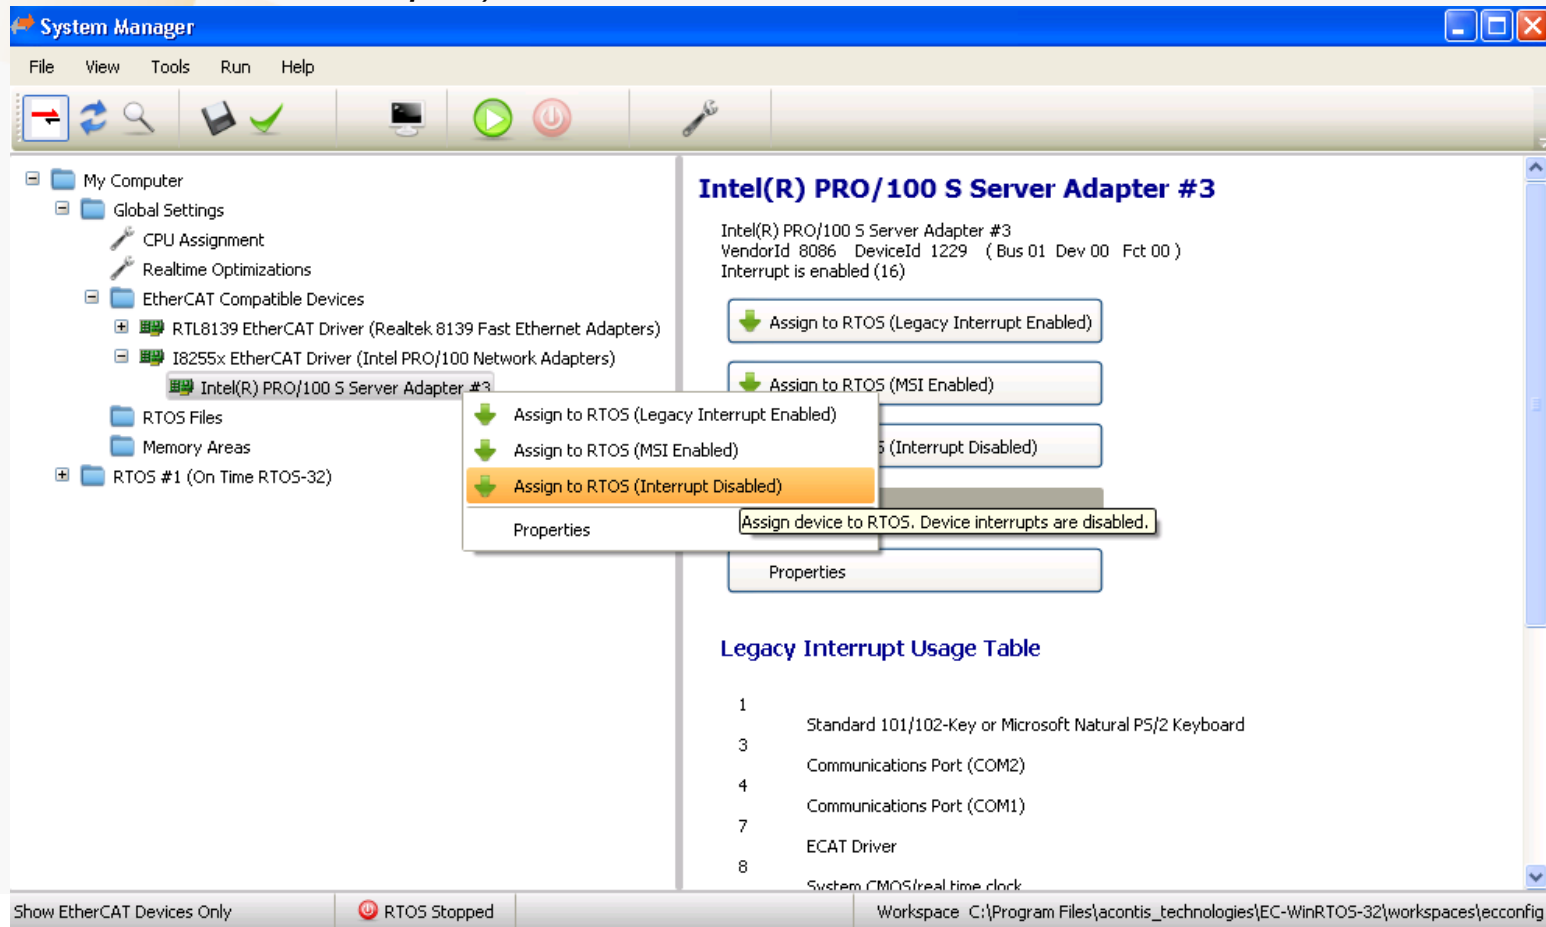 System Manager
File View Tools Run Help
My Computer
Global Settings
CPU Assignment
Realtime Optimizations
EtherCAT Compatible Devices
RTL8139 EtherCAT Driver (Realtek 8139 Fast Ethernet Adapters)
I8255x EtherCAT Driver (Intel PRO/100 Network Adapters)
Intel(R) PRO/100 S Server Adapter #3
RTOS Files
Memory Areas
RTOS #1 (On Time RTOS-32)
Assign to RTOS (Legacy Interrupt Enabled)
Assign to RTOS (MSI Enabled)
Assign to RTOS (Interrupt Disabled)
Properties
Assign device to RTOS. Device interrupts are disabled.
Intel(R) PRO/100 S Server Adapter #3
Intel(R) PRO/100 S Server Adapter #3
VendorId 8086 DeviceId 1229 ( Bus 01 Dev 00 Fct 00 )
Interrupt is enabled (16)
Assign to RTOS (Legacy Interrupt Enabled)
Assign to RTOS (MSI Enabled)
(Interrupt Disabled)
Properties
Legacy Interrupt Usage Table
1
Standard 101/102-Key or Microsoft Natural PS/2 Keyboard
3
Communications Port (COM2)
4
Communications Port (COM1)
7
ECAT Driver
8
System CMOS/real time clock
Show EtherCAT Devices Only
RTOS Stopped
Workspace C:\Program Files\acontis_technologies\EC-WinRTOS-32\workspaces\ecconfig